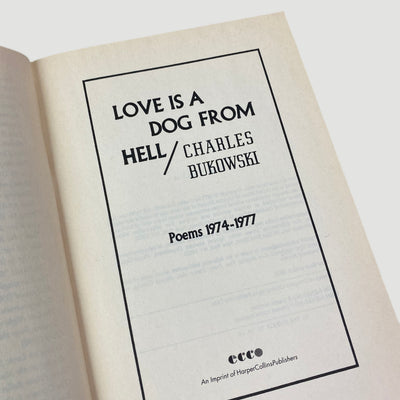 LOVE IS A
DOG FROM
HELL/CHARLES
BUKOWSKI
Poems 1974-1977
ecco
An Imprint of HarperCollinsPublishers